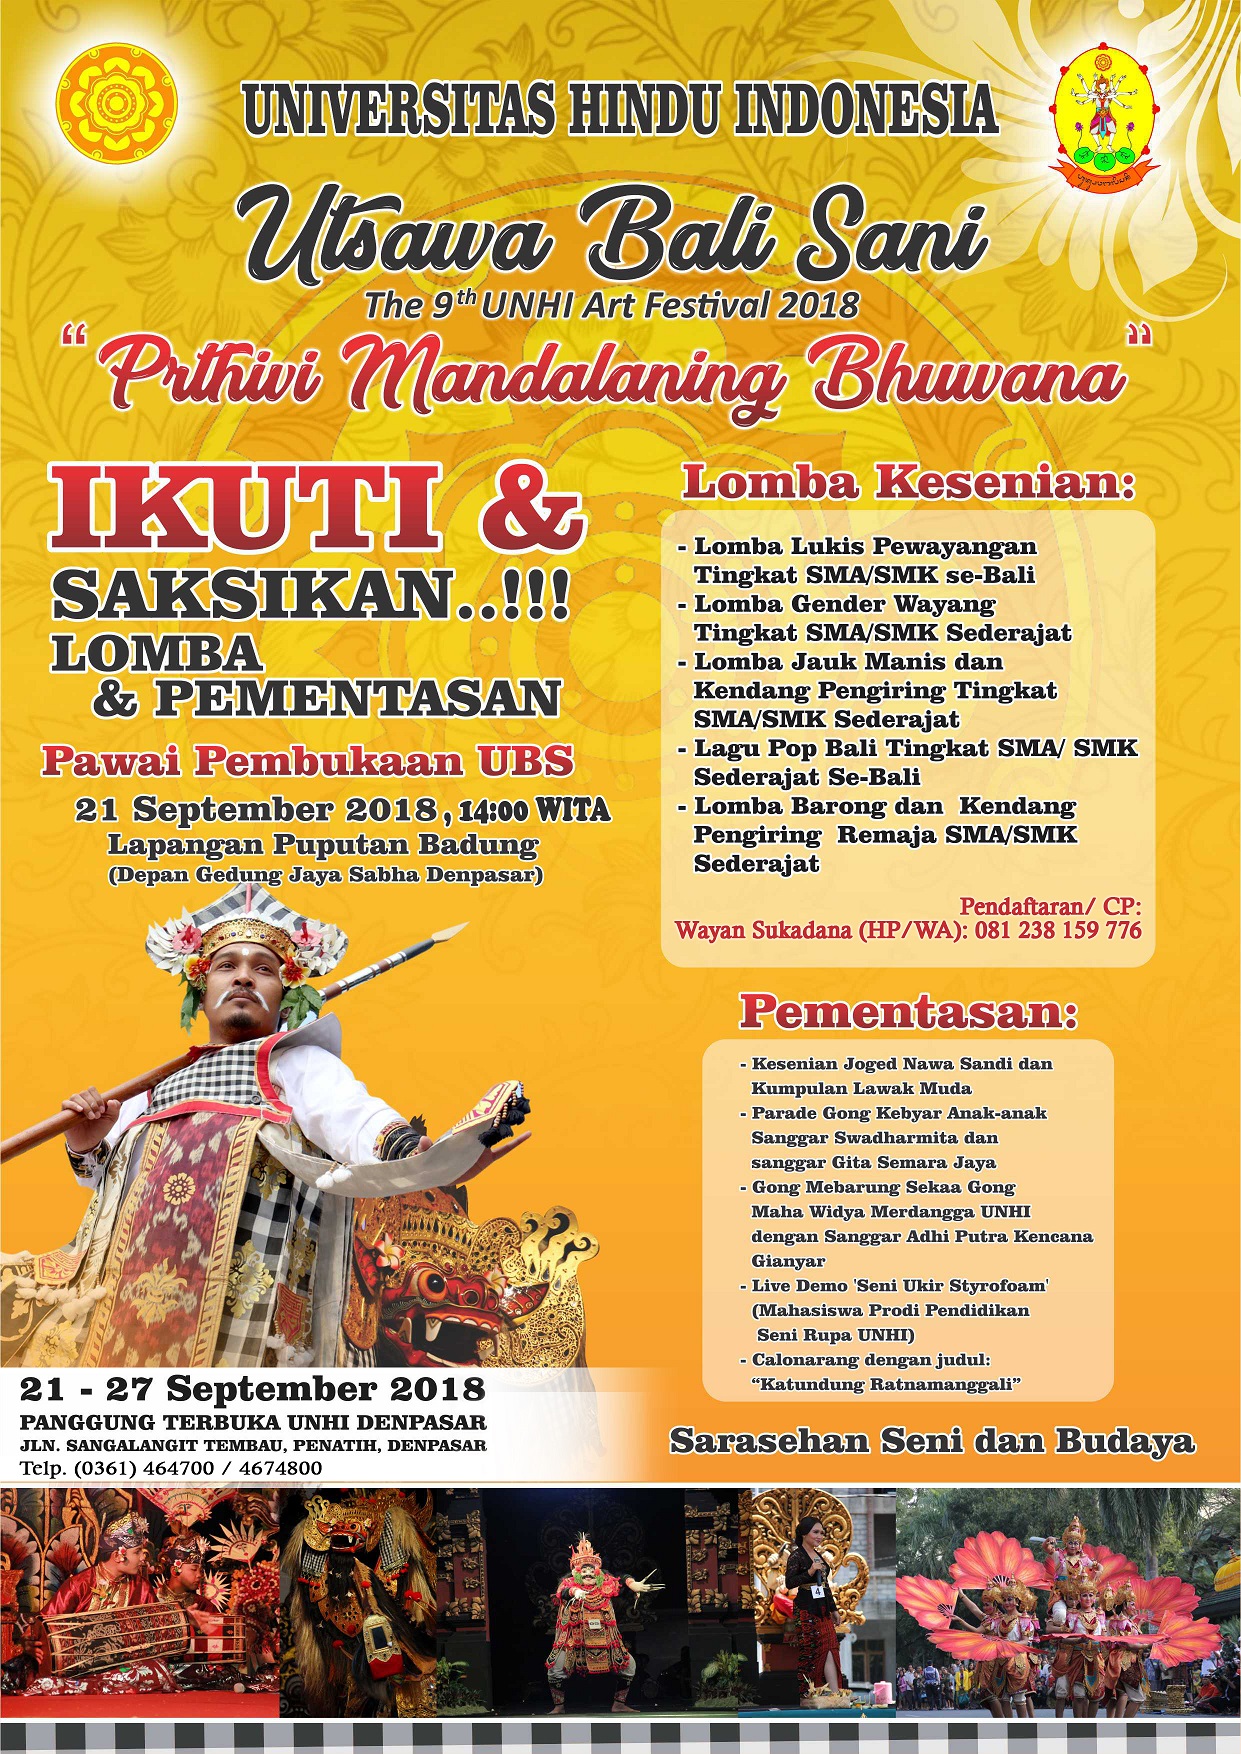 UNIVERSITAS HINDU INDONESIA
Utsawa Bali Sani
The 9th UNHI Art Festival 2018
"Prthivi Mandalaning Bhuwana"
IKUTI &
SAKSIKAN..!!!
LOMBA
& PEMENTASAN
Pawai Pembukaan UBS
21 September 2018, 14:00 WITA
Lapangan Puputan Badung
(Depan Gedung Jaya Sabha Denpasar)
Lomba Kesenian:
- Lomba Lukis Pewayangan
Tingkat SMA/SMK se-Bali
- Lomba Gender Wayang
Tingkat SMA/SMK Sederajat
- Lomba Jauk Manis dan
Kendang Pengiring Tingkat
SMA/SMK Sederajat
- Lagu Pop Bali Tingkat SMA/ SMK
Sederajat Se-Bali
- Lomba Barong dan Kendang
Pengiring Remaja SMA/SMK
Sederajat
Pendaftaran/ CP:
Wayan Sukadana (HP/WA): 081 238 159 776
Pementasan:
- Kesenian Joged Nawa Sandi dan
Kumpulan Lawak Muda
- Parade Gong Kebyar Anak-anak
Sanggar Swadharmita dan
sanggar Gita Semara Jaya
- Gong Mebarung Sekaa Gong
Maha Widya Merdangga UNHI
dengan Sanggar Adhi Putra Kencana
Gianyar
- Live Demo 'Seni Ukir Styrofoam'
(Mahasiswa Prodi Pendidikan
Seni Rupa UNHI)
- Calonarang dengan judul:
“Katundung Ratnamanggali”
Sarasehan Seni dan Budaya
21 - 27 September 2018
PANGGUNG TERBUKA UNHI DENPASAR
JLN. SANGALANGIT TEMBAU, PENATIH, DENPASAR
Telp. (0361) 464700 / 4674800
4